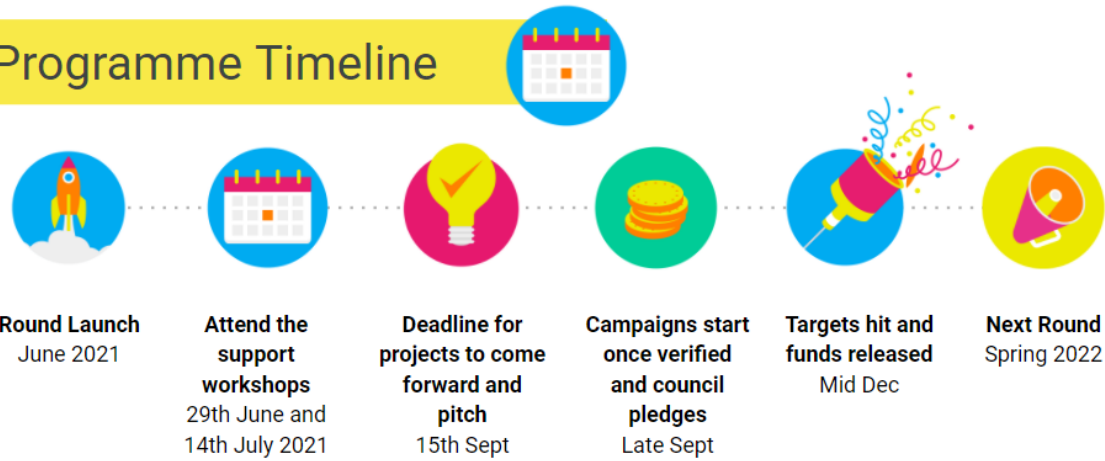 Programme Timeline
Round Launch
June 2021
Attend the
support
workshops
29th June and
14th July 2021
Deadline for
projects to come
forward and
pitch
15th Sept
Campaigns start
once verified
and council
pledges
Late Sept
Targets hit and
funds released
Mid Dec
Next Round
Spring 2022